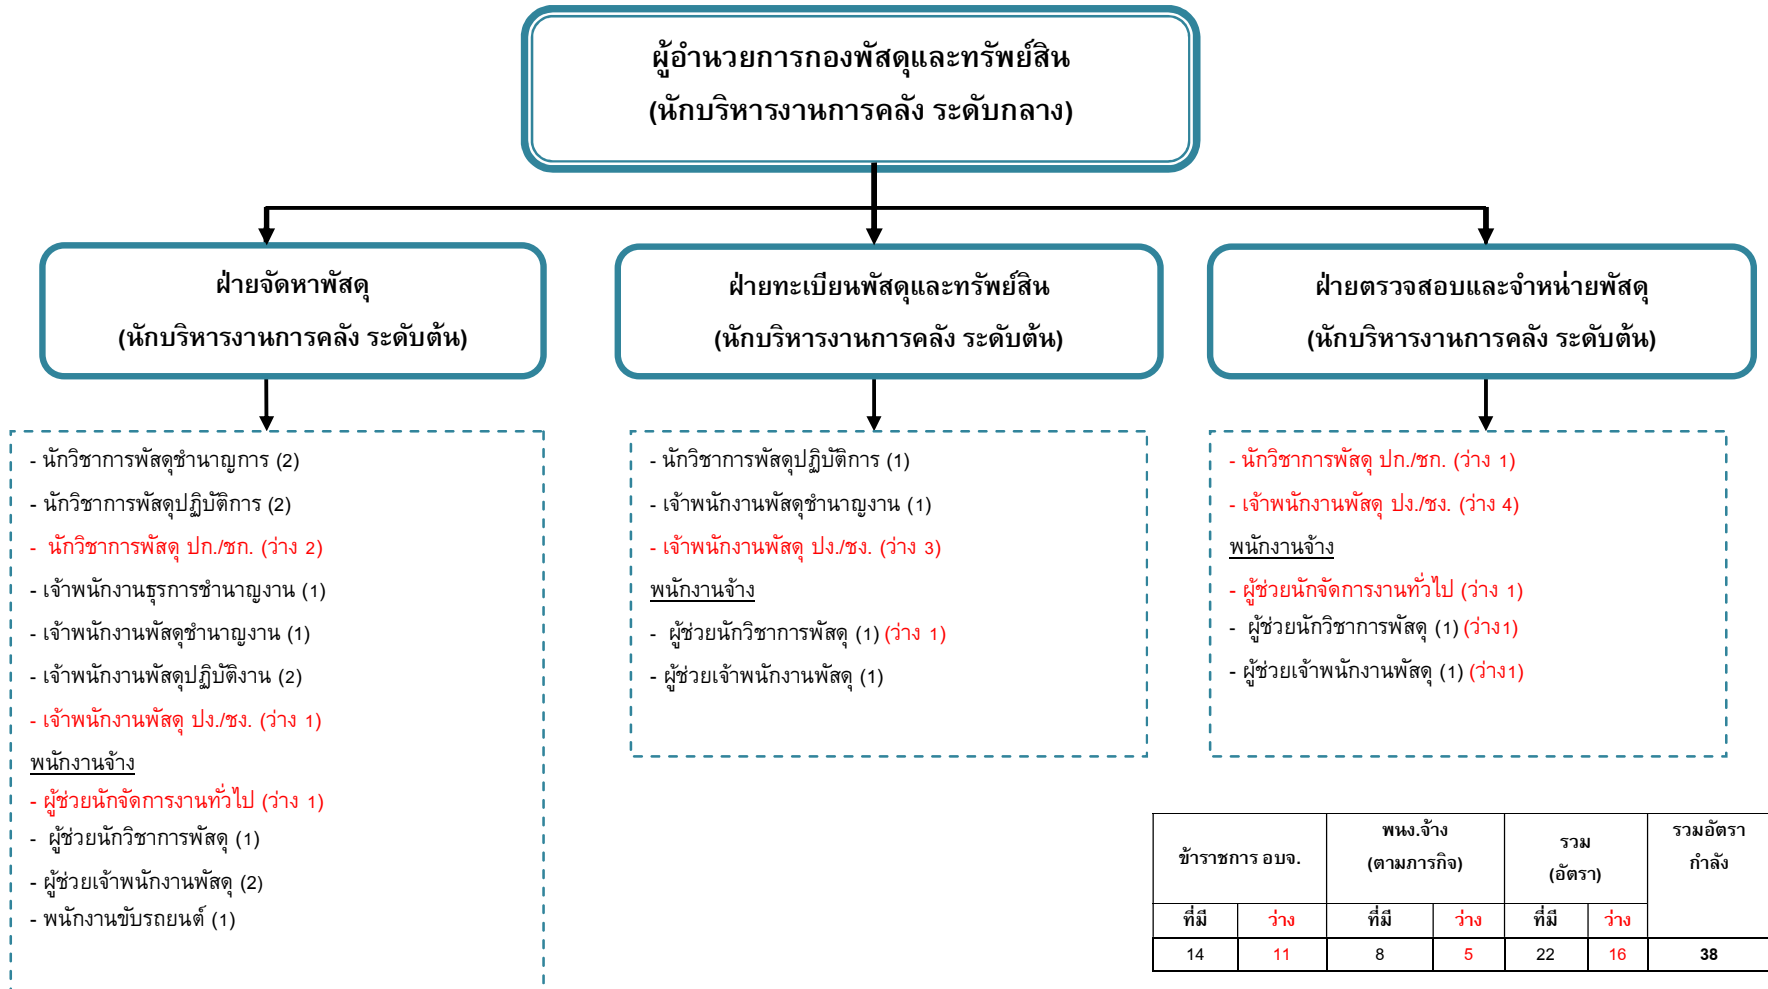 ผู้อำนวยการกองพัสดุและทรัพย์สิน
(นักบริหารงานการคลัง ระดับกลาง)
ฝ่ายจัดหาพัสดุ
(นักบริหารงานการคลัง ระดับต้น)
ฝ่ายทะเบียนพัสดุและทรัพย์สิน
(นักบริหารงานการคลัง ระดับต้น)
ฝ่ายตรวจสอบและจำหน่ายพัสดุ
(นักบริหารงานการคลัง ระดับต้น)
- นักวิชาการพัสดุชำนาญการ (2)
- นักวิชาการพัสดุปฏิบัติการ (2)
- นักวิชาการพัสดุ ปก./ชก. (ว่าง 2)
- เจ้าพนักงานธุรการชำนาญงาน (1)
- เจ้าพนักงานพัสดุชำนาญงาน (1)
- เจ้าพนักงานพัสดุปฏิบัติงาน (2)
- เจ้าพนักงานพัสดุ ปง./ชง. (ว่าง 1)
พนักงานจ้าง
- ผู้ช่วยนักจัดการงานทั่วไป (ว่าง 1)
- ผู้ช่วยนักวิชาการพัสดุ (1)
- ผู้ช่วยเจ้าพนักงานพัสดุ (2)
- พนักงานขับรถยนต์ (1)
- นักวิชาการพัสดุปฏิบัติการ (1)
- เจ้าพนักงานพัสดุชำนาญงาน (1)
- เจ้าพนักงานพัสดุ ปง./ชง. (ว่าง 3)
พนักงานจ้าง
- ผู้ช่วยนักวิชาการพัสดุ (1) (ว่าง 1)
- ผู้ช่วยเจ้าพนักงานพัสดุ (1)
- นักวิชาการพัสดุ ปก./ชก. (ว่าง 1)
- เจ้าพนักงานพัสดุ ปง./ชง. (ว่าง 4)
พนักงานจ้าง
- ผู้ช่วยนักจัดการงานทั่วไป (ว่าง 1)
- ผู้ช่วยนักวิชาการพัสดุ (1) (ว่าง1)
- ผู้ช่วยเจ้าพนักงานพัสดุ (1) (ว่าง1)
ข้าราชการ อบจ.
พนง.จ้าง
(ตามภารกิจ)
รวม
(อัตรา)
รวมอัตรา
กำลัง
ที่มี ว่าง ที่มี ว่าง ที่มี ว่าง
14 11 8 5 22 16 38